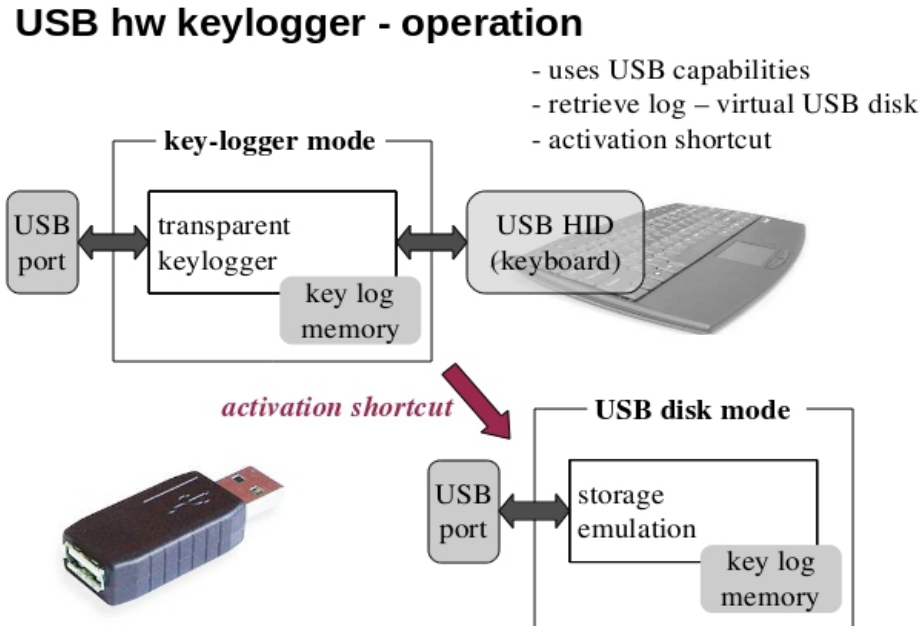 USB hw keylogger - operation
- uses USB capabilities
- retrieve log – virtual USB disk
- activation shortcut
key-logger mode
USB
port
transparent
keylogger
key log
memory
USB HID
(keyboard)
activation shortcut
USB disk mode
USB
port
storage
emulation
key log
memory